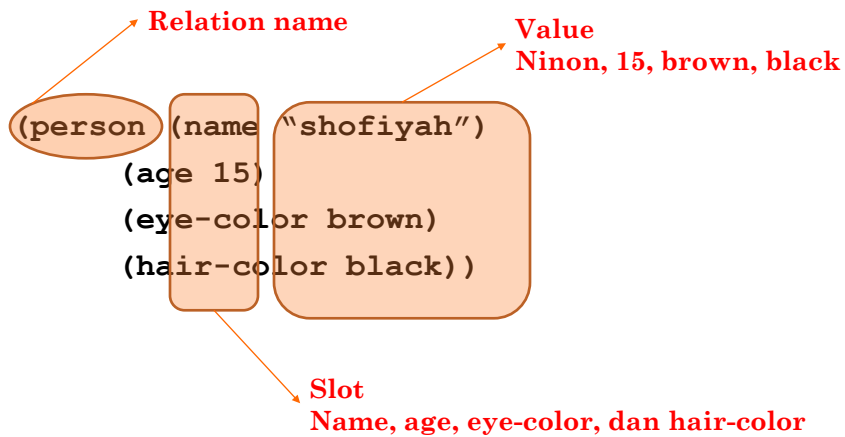 Relation name
Value
Ninon, 15, brown, black
(person (name “shofiyah”)
(age 15)
(eye-color brown)
(hair-color black))
Slot
Name, age, eye-color, dan hair-color